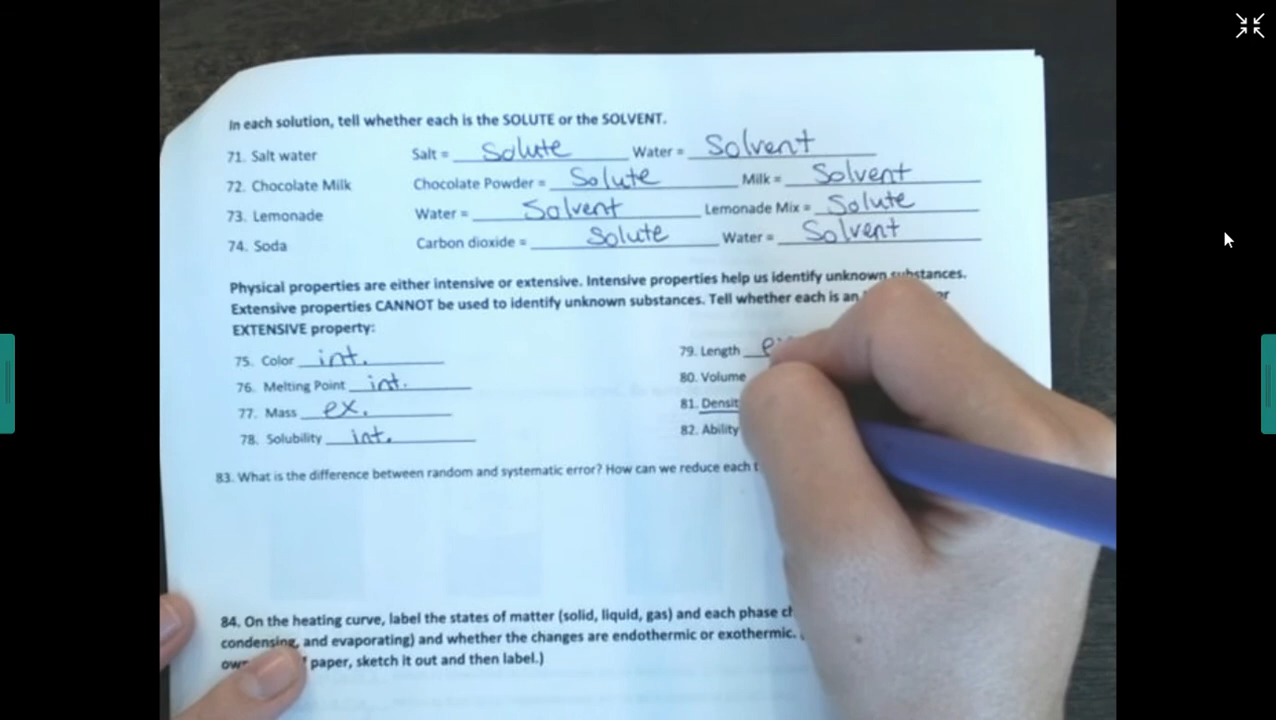 In each solution, tell whether each is the SOLUTE or the SOLVENT.
71. Salt water Salt = Solute Water = Solvent
72. Chocolate Milk Chocolate Powder = Solute Milk = Solvent
73. Lemonade Water = Solvent Lemonade Mix = Solute
74. Soda Carbon dioxide = Solute Water = Solvent
Physical properties are either intensive or extensive. Intensive properties help us identify unknown substances.
Extensive properties CANNOT be used to identify unknown substances. Tell whether each is an
EXTENSIVE property:
75. Color int. 79. Length
76. Melting Point int. 80. Volume
77. Mass ex. 81.
78. Solubility int. 82. Ability
83. What is the difference between random and systematic error? How can we reduce each
84. On the heating curve, label the states of matter (solid, liquid, gas) and each phase
condensing, and evaporating) and whether the changes are endothermic or exothermic.
paper, sketch it out and then label.)